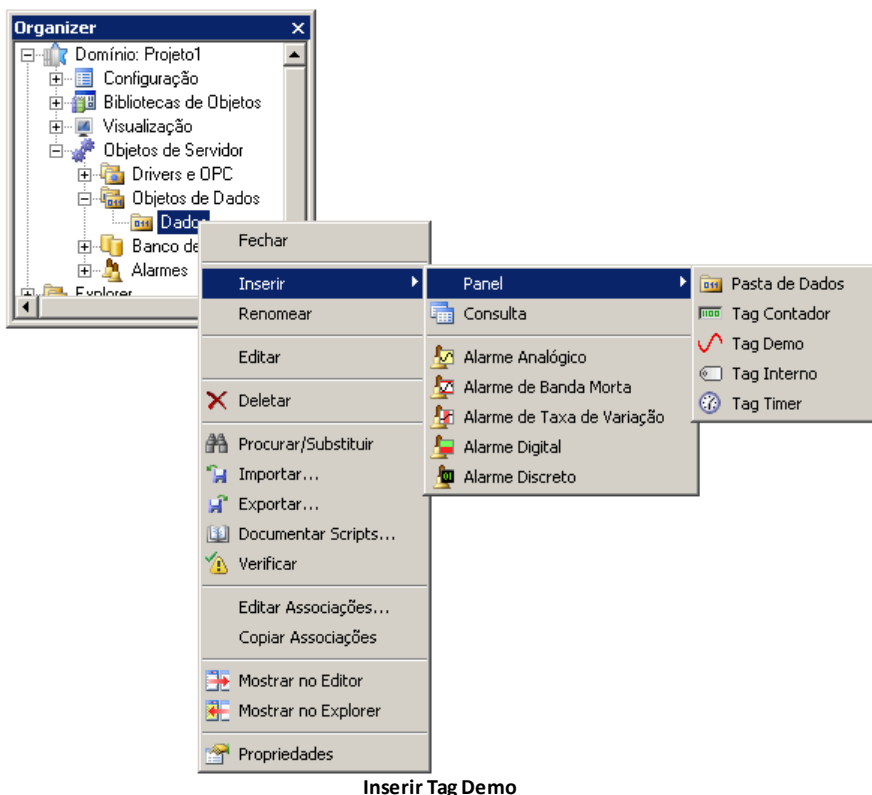 Organizer
Domínio: Projeto1
Configuração
Bibliotecas de Objetos
Visualização
Objetos de Servidor
Drivers e OPC
Objetos de Dados
Dados
Banco de
Alarmes
Explorer
Fechar
Inserir
Renomear
Editar
Deletar
Procurar/Substituir
Importar...
Exportar...
Documentar Scripts...
Verificar
Editar Associações...
Copiar Associações
Mostrar no Editor
Mostrar no Explorer
Propriedades
Panel
Consulta
Alarme Analógico
Alarme de Banda Morta
Alarme de Taxa de Variação
Alarme Digital
Alarme Discreto
Pasta de Dados
Tag Contador
Tag Demo
Tag Interno
Tag Timer
Inserir Tag Demo